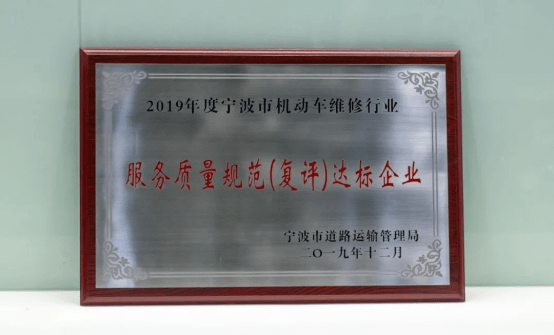 2019年度宁波市机动车维修行业
服务质量规范(复评)达标企业
宁波市道路运输管理局
二〇一九年十二月